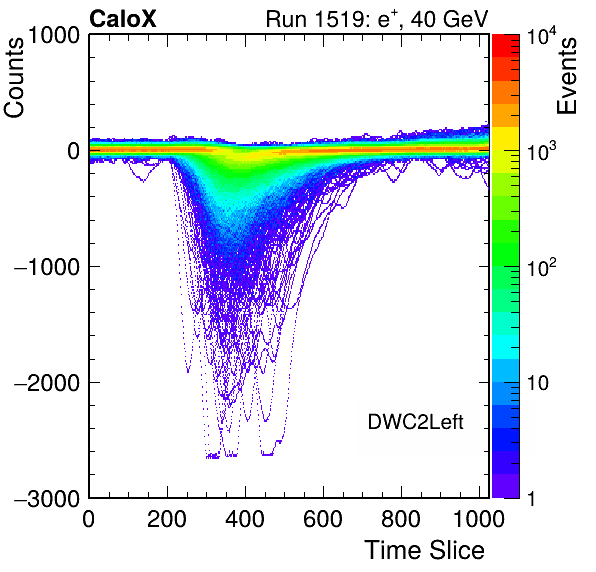 CaloX Run 1519: e⁺, 40 GeV
Counts
Events
1000
0
−1000
−2000
−3000
0 200 400 600 800 1000
Time Slice
DWC2Left
10⁴
10³
10²
10
1